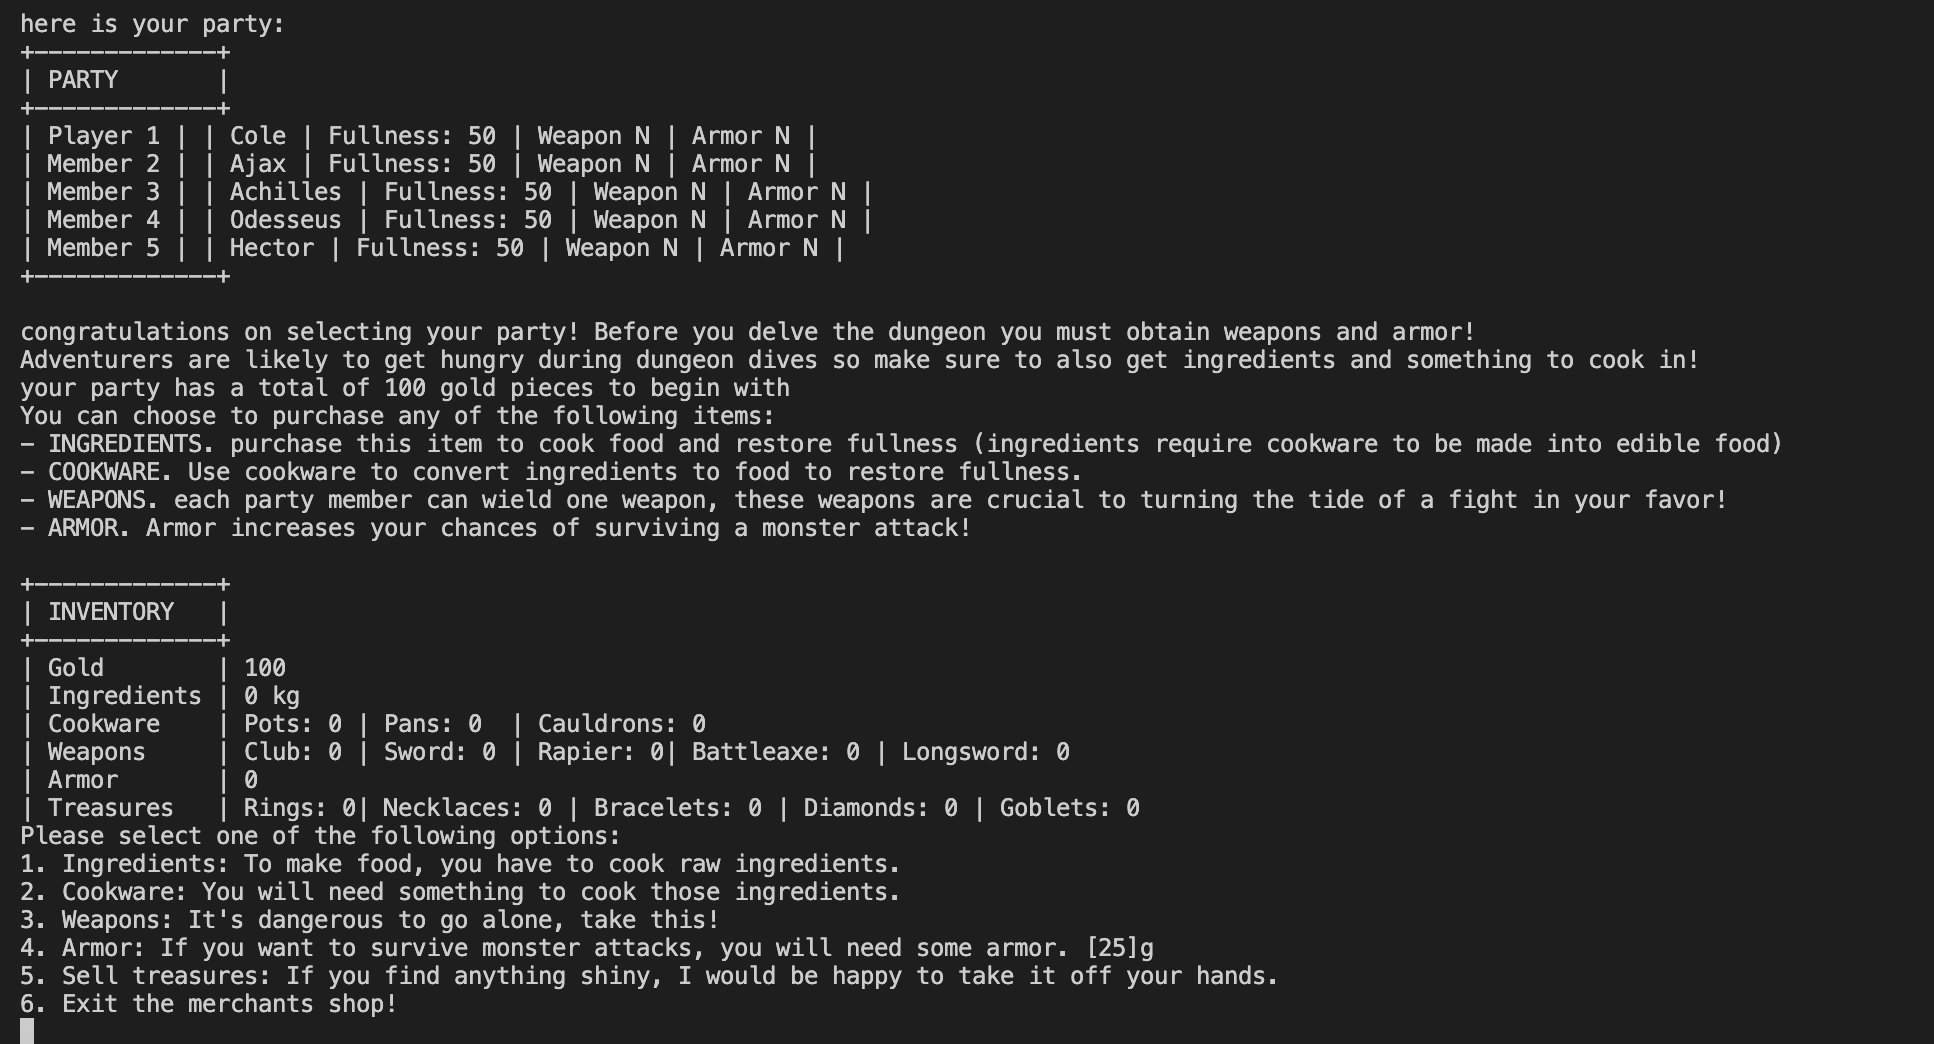 here is your party:
+-------------+
| PARTY       |
+-------------+
| Player 1 | | Cole | Fullness: 50 | Weapon N | Armor N |
| Member 2 | | Ajax | Fullness: 50 | Weapon N | Armor N |
| Member 3 | | Achilles | Fullness: 50 | Weapon N | Armor N |
| Member 4 | | Odesseus | Fullness: 50 | Weapon N | Armor N |
| Member 5 | | Hector | Fullness: 50 | Weapon N | Armor N |
+-------------+

congratulations on selecting your party! Before you delve the dungeon you must obtain weapons and armor!
Adventurers are likely to get hungry during dungeon dives so make sure to also get ingredients and something to cook in!
your party has a total of 100 gold pieces to begin with
You can choose to purchase any of the following items:
- INGREDIENTS. purchase this item to cook food and restore fullness (ingredients require cookware to be made into edible food)
- COOKWARE. Use cookware to convert ingredients to food to restore fullness.
- WEAPONS. each party member can wield one weapon, these weapons are crucial to turning the tide of a fight in your favor!
- ARMOR. Armor increases your chances of surviving a monster attack!

+-------------+
| INVENTORY   |
+-------------+
| Gold        | 100
| Ingredients | 0 kg
| Cookware    | Pots: 0 | Pans: 0  | Cauldrons: 0
| Weapons     | Club: 0 | Sword: 0 | Rapier: 0| Battleaxe: 0 | Longsword: 0
| Armor       | 0
| Treasures   | Rings: 0| Necklaces: 0 | Bracelets: 0 | Diamonds: 0 | Goblets: 0
Please select one of the following options:
1. Ingredients: To make food, you have to cook raw ingredients.
2. Cookware: You will need something to cook those ingredients.
3. Weapons: It's dangerous to go alone, take this!
4. Armor: If you want to survive monster attacks, you will need some armor. [25]g
5. Sell treasures: If you find anything shiny, I would be happy to take it off your hands.
6. Exit the merchants shop!